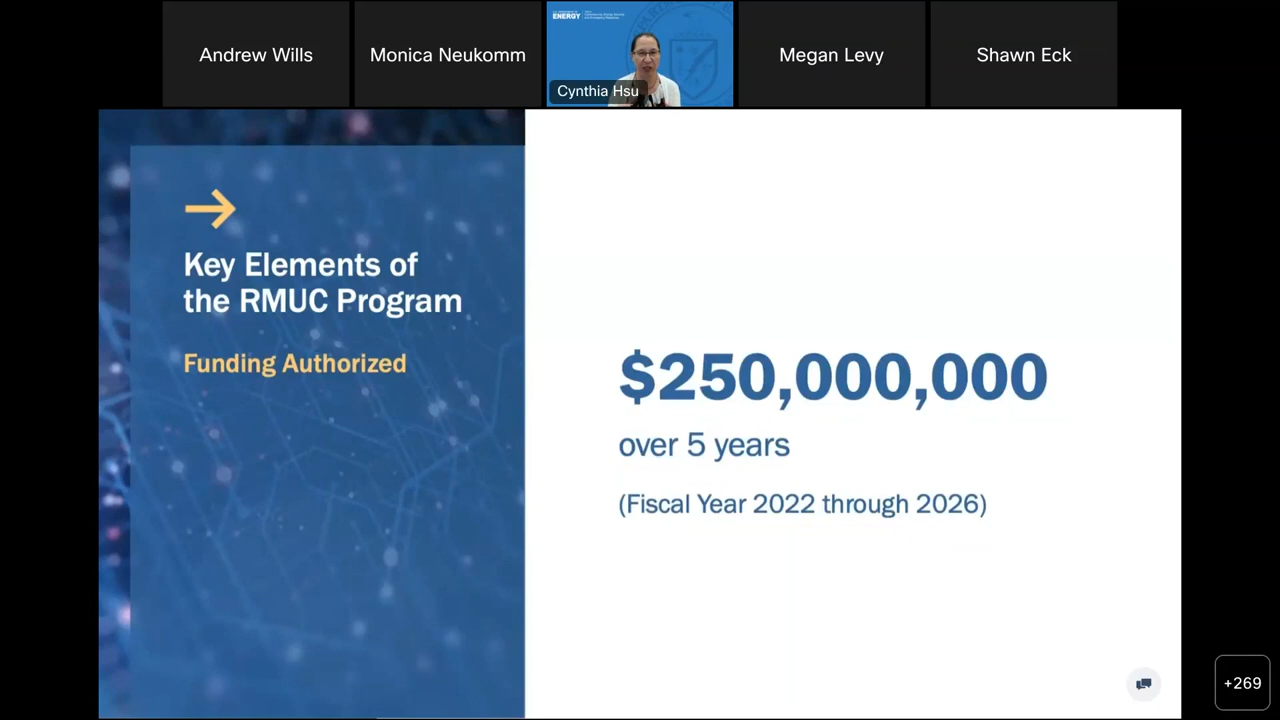 Andrew Wills
Monica Neukomm
ENERGY
Cynthia Hsu
Megan Levy
Shawn Eck
Key Elements of
the RMUC Program
Funding Authorized
$250,000,000
over 5 years
(Fiscal Year 2022 through 2026)
+269